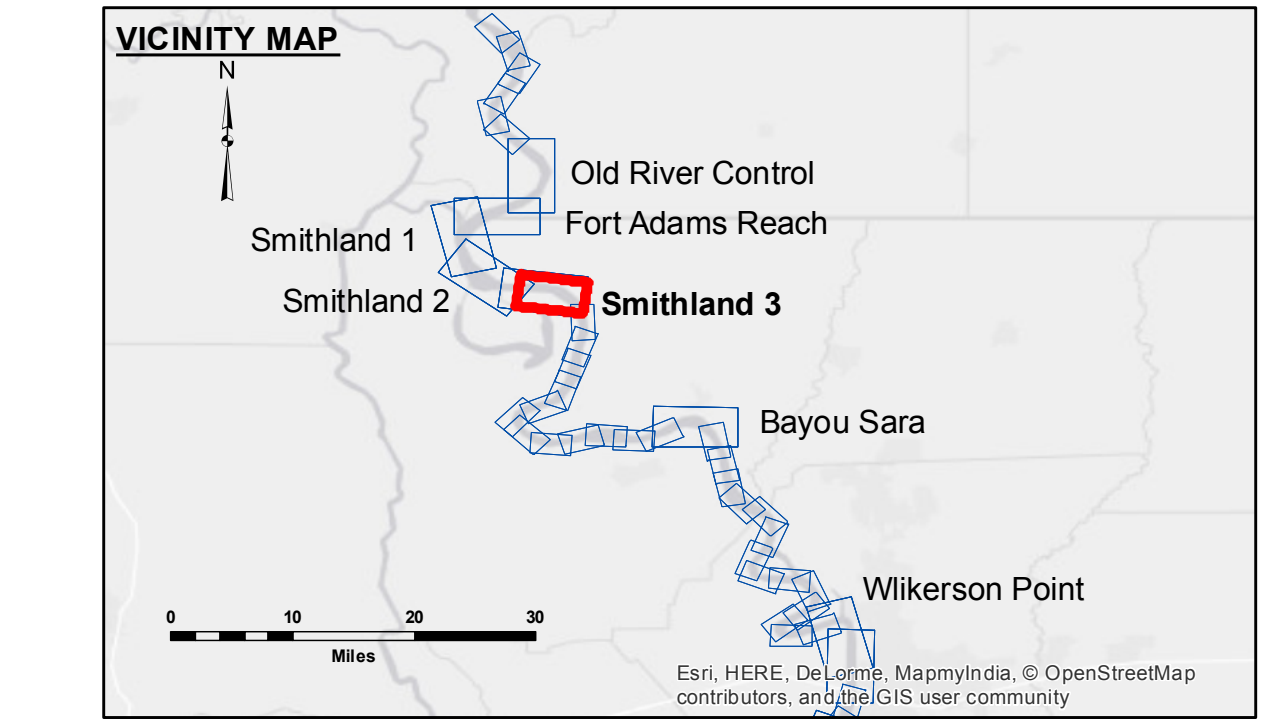 VICINITY MAP
N
Old River Control
Fort Adams Reach
Smithland 1
Smithland 2
Smithland 3
Bayou Sara
Wlikerson Point
0 10 20 30
Miles
Esri, HERE, DeLorme, MapmyIndia, © OpenStreetMap
contributors, and the GIS user community